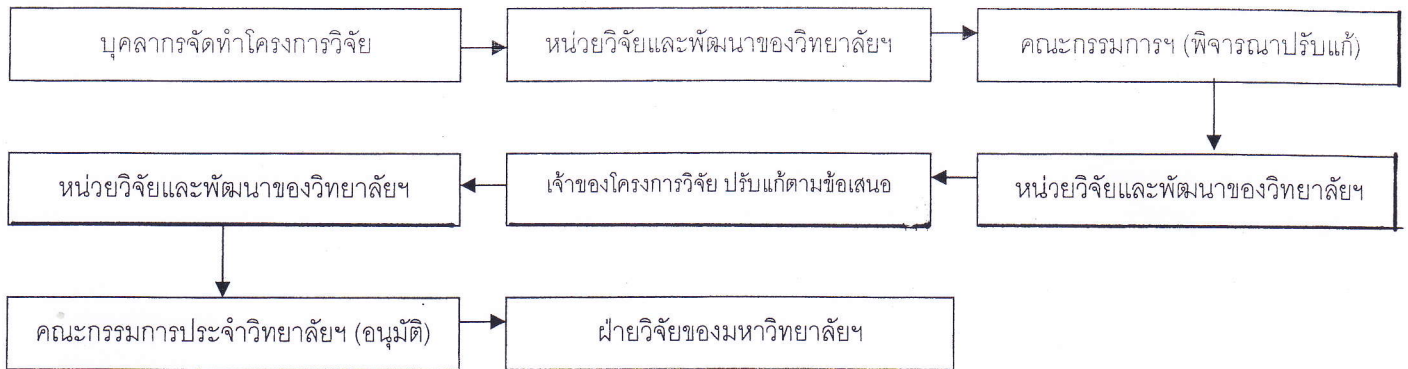 บุคลากรจัดทำโครงการวิจัย
หน่วยวิจัยและพัฒนาของวิทยาลัยฯ
คณะกรรมการฯ (พิจารณาปรับแก้)
หน่วยวิจัยและพัฒนาของวิทยาลัยฯ
เจ้าของโครงการวิจัย ปรับแก้ตามข้อเสนอ
หน่วยวิจัยและพัฒนาของวิทยาลัยฯ
คณะกรรมการประจำวิทยาลัยฯ (อนุมัติ)
ฝ่ายวิจัยของมหาวิทยาลัยฯ